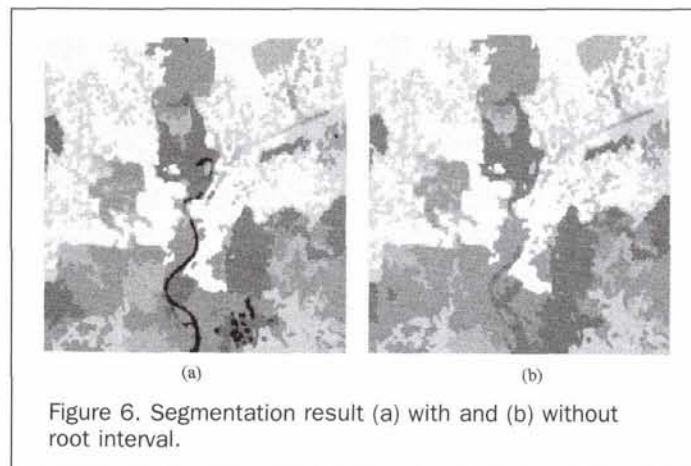 (a) (b)
Figure 6. Segmentation result (a) with and (b) without
root interval.